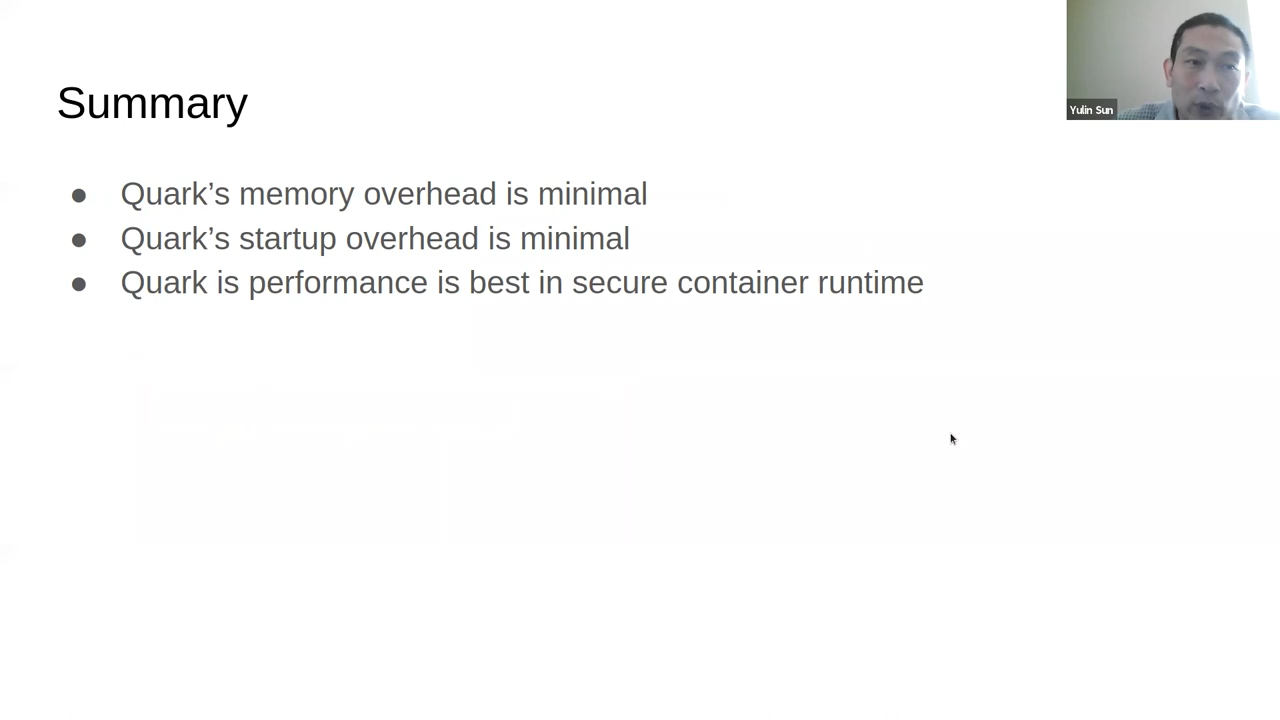 Summary
● Quark’s memory overhead is minimal
● Quark’s startup overhead is minimal
● Quark is performance is best in secure container runtime
Yulin Sun